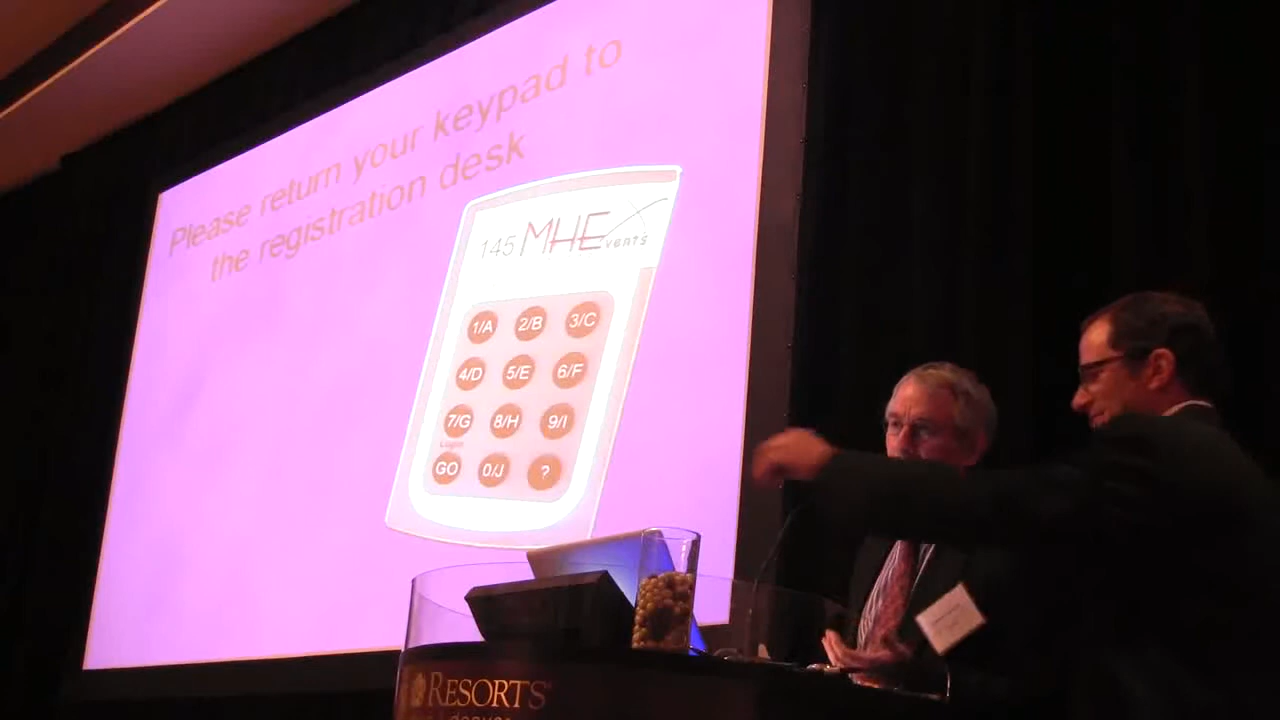 Please return your keypad to
the registration desk
145 MHEvents
1/A 2/B 3/C
4/D 5/E 6/F
7/G 8/H 9/I
Login
GO 0/J ?
RESORTS